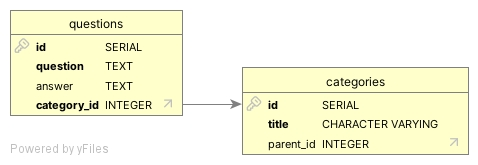 questions
id SERIAL
question TEXT
answer TEXT
category_id INTEGER
categories
id SERIAL
title CHARACTER VARYING
parent_id INTEGER
Powered by yFiles